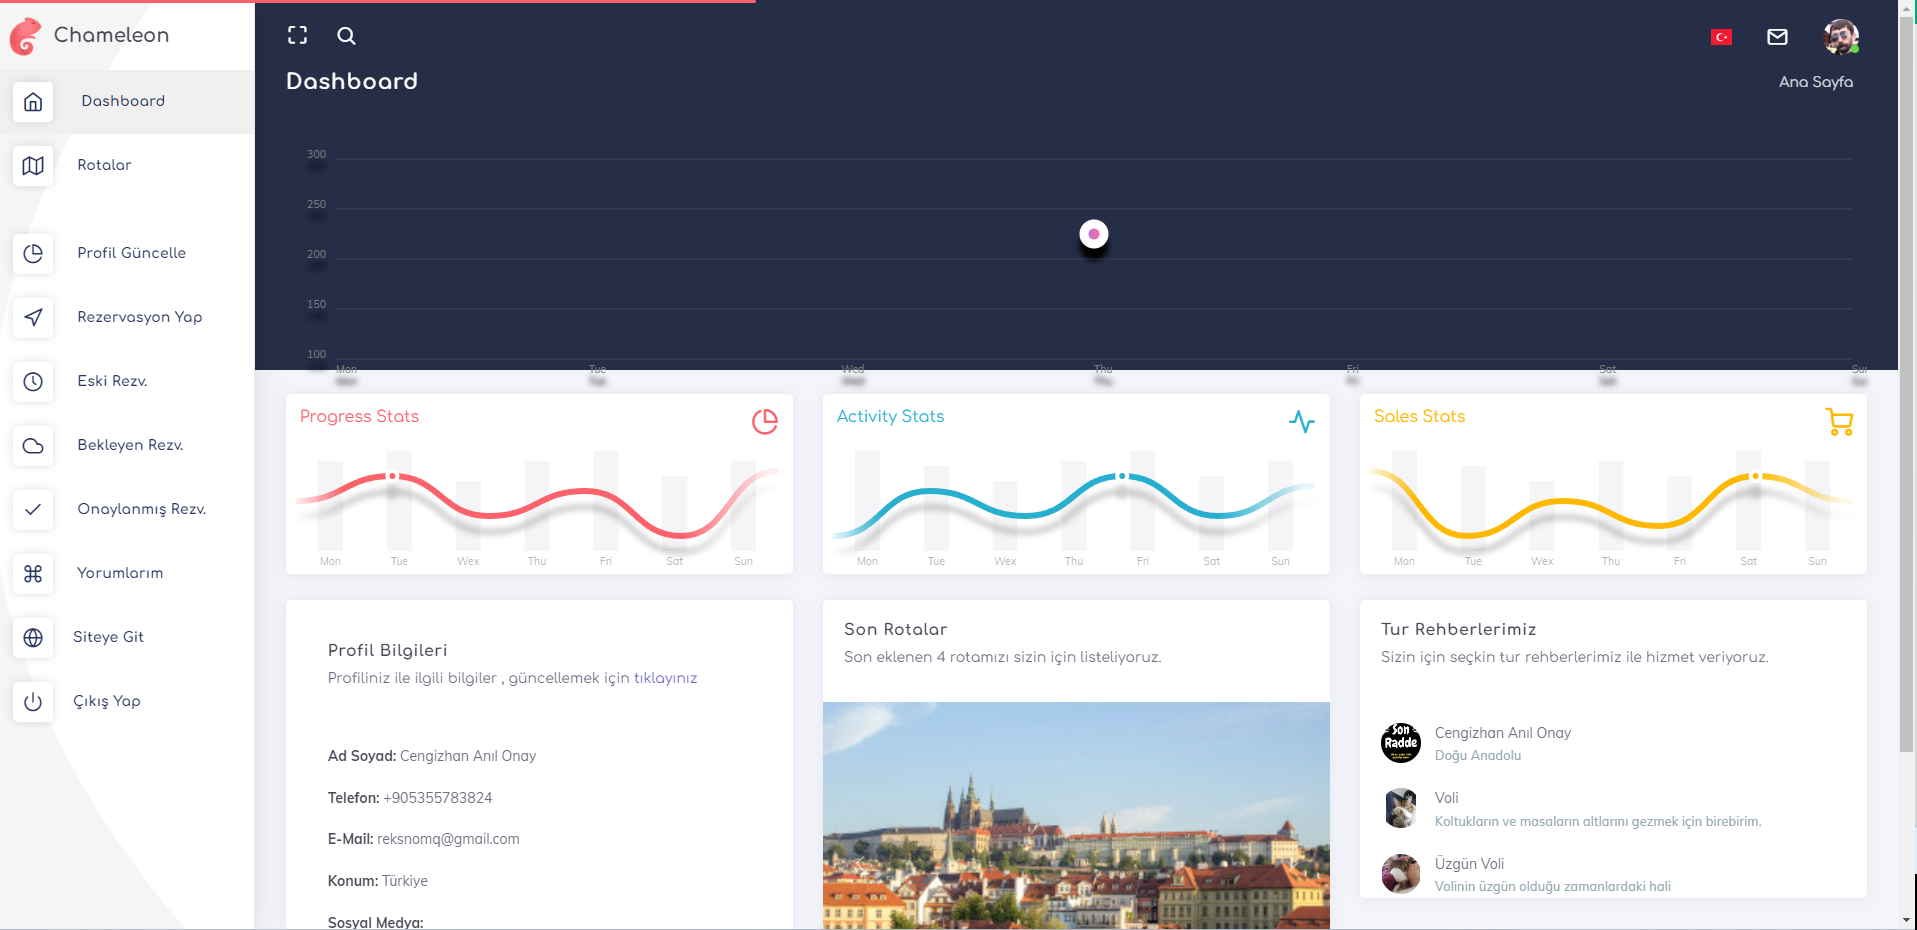 Chameleon
Dashboard
Rotalar
Profil Güncelle
Rezervasyon Yap
Eski Rezv.
Bekleyen Rezv.
Onaylanmış Rezv.
Yorumlarım
Siteye Git
Çıkış Yap
Dashboard
Ana Sayfa
300
250
200
150
100
Mon Tue Wed Thu Fri Sat Sun
Progress Stats
Mon Tue Wex Thu Fri Sat Sun
Activity Stats
Mon Tue Wex Thu Fri Sat Sun
Sales Stats
Mon Tue Wex Thu Fri Sat Sun
Profil Bilgileri
Profiliniz ile ilgili bilgiler , güncellemek için tıklayınız
Ad Soyad: Cengizhan Anıl Onay
Telefon: +905355783824
E-Mail: reksnomq@gmail.com
Konum: Türkiye
Sosyal Medya:
Son Rotalar
Son eklenen 4 rotamızı sizin için listeliyoruz.
Tur Rehberlerimiz
Sizin için seçkin tur rehberlerimiz ile hizmet veriyoruz.
Son
Radde
Cengizhan Anıl Onay
Doğu Anadolu
Voli
Koltukların ve masaların altlarını gezmek için birebirim.
Üzgün Voli
Volinin üzgün olduğu zamanlardaki hali